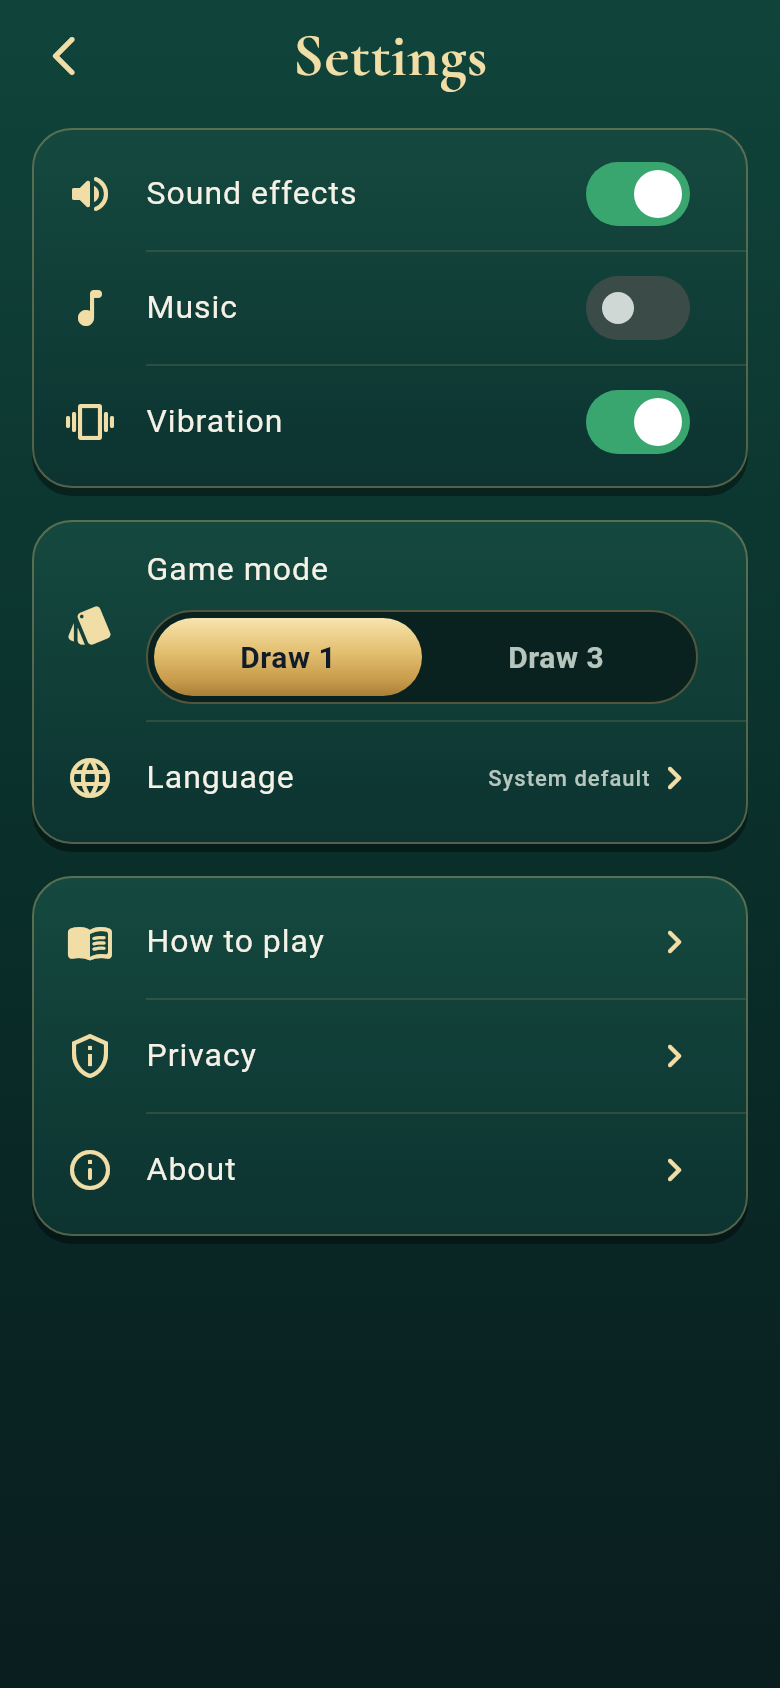 Settings
Sound effects
Music
Vibration
Game mode
Draw 1 Draw 3
Language System default
How to play
Privacy
About